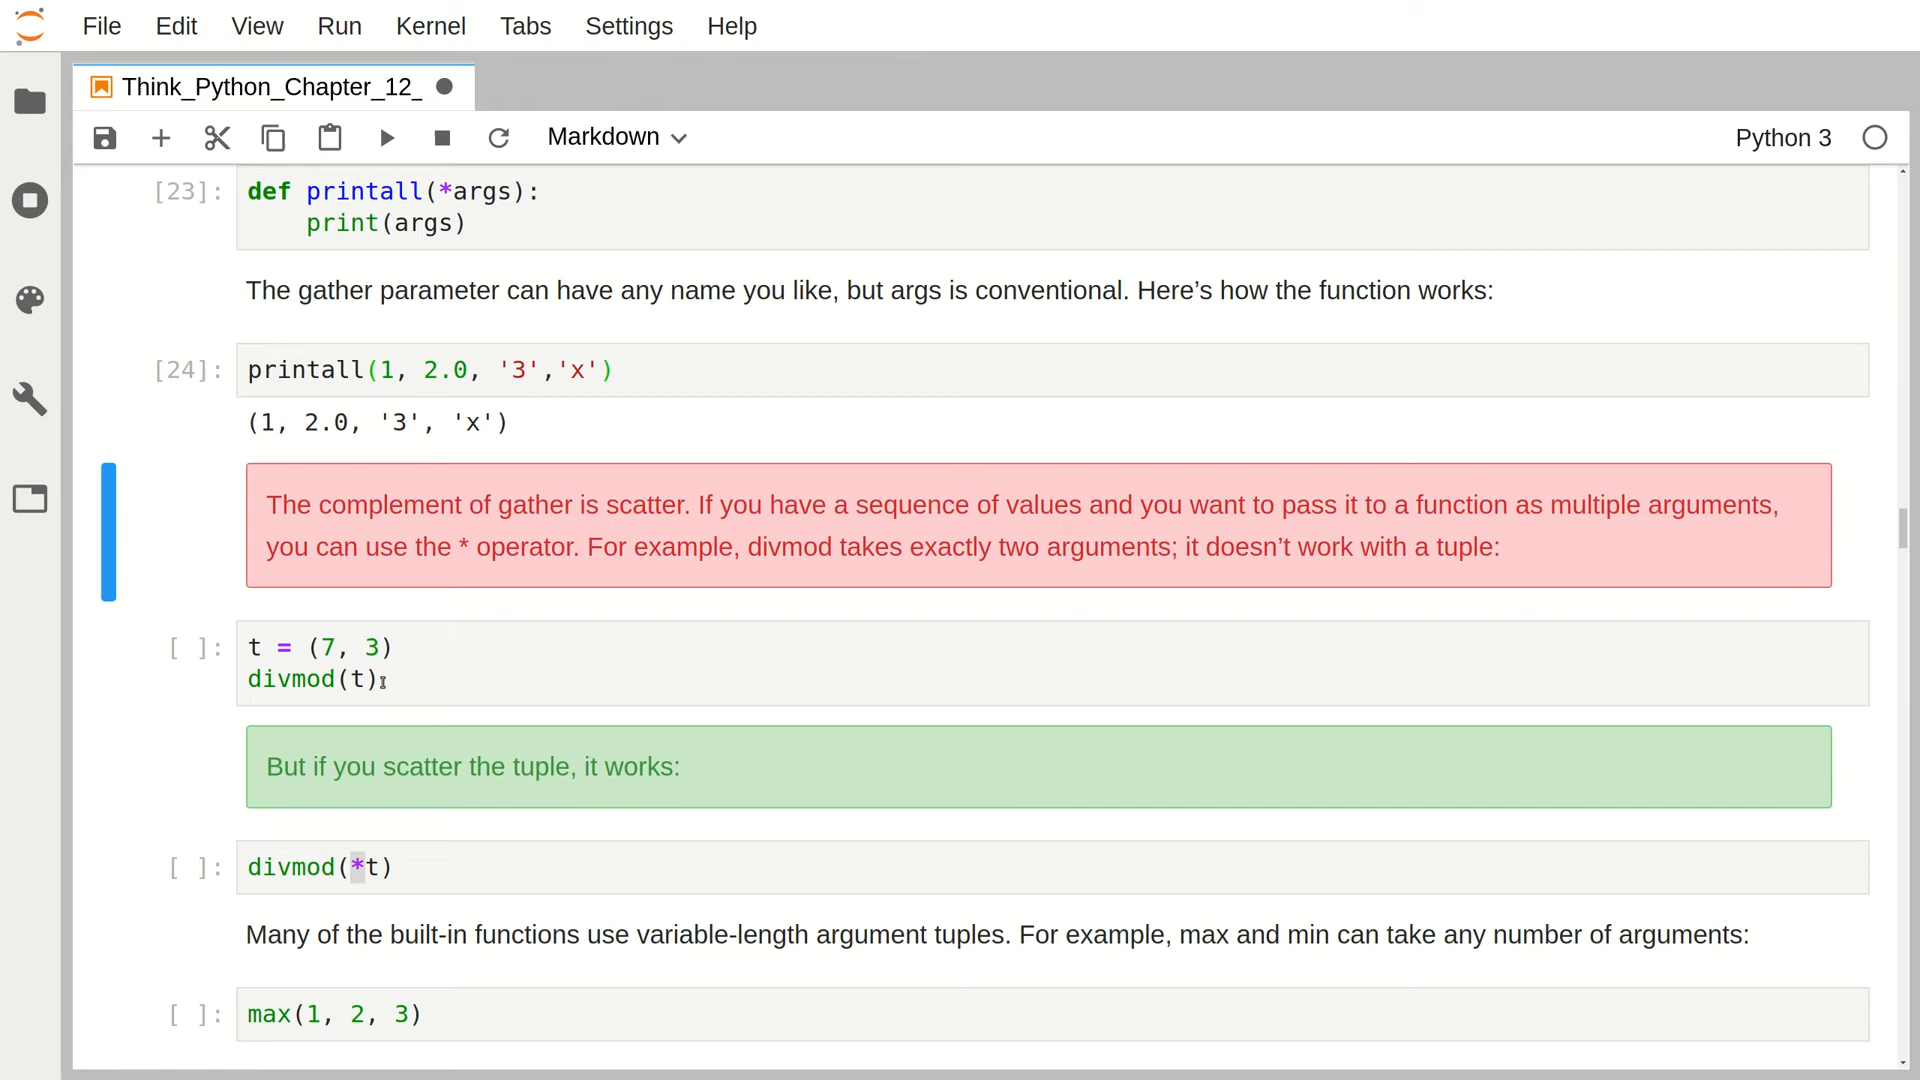 File Edit View Run Kernel Tabs Settings Help
Think_Python_Chapter_12_
Markdown
Python 3
[23]:
def printall(*args):
    print(args)
The gather parameter can have any name you like, but args is conventional. Here’s how the function works:
[24]:
printall(1, 2.0, '3','x')
(1, 2.0, '3', 'x')
The complement of gather is scatter. If you have a sequence of values and you want to pass it to a function as multiple arguments,
you can use the * operator. For example, divmod takes exactly two arguments; it doesn’t work with a tuple:
[ ]:
t = (7, 3)
divmod(t)
But if you scatter the tuple, it works:
[ ]:
divmod(*t)
Many of the built-in functions use variable-length argument tuples. For example, max and min can take any number of arguments:
[ ]:
max(1, 2, 3)